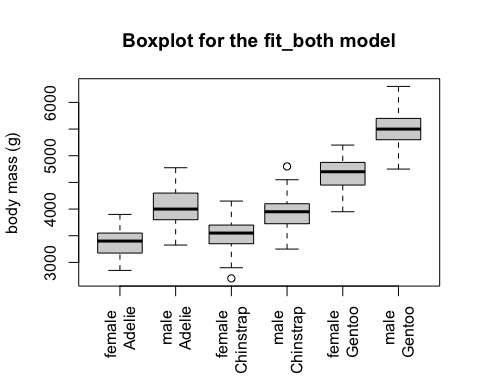 Boxplot for the fit_both model
body mass (g)
6000
5000
4000
3000
female
Adelie
male
Adelie
female
Chinstrap
male
Chinstrap
female
Gentoo
male
Gentoo